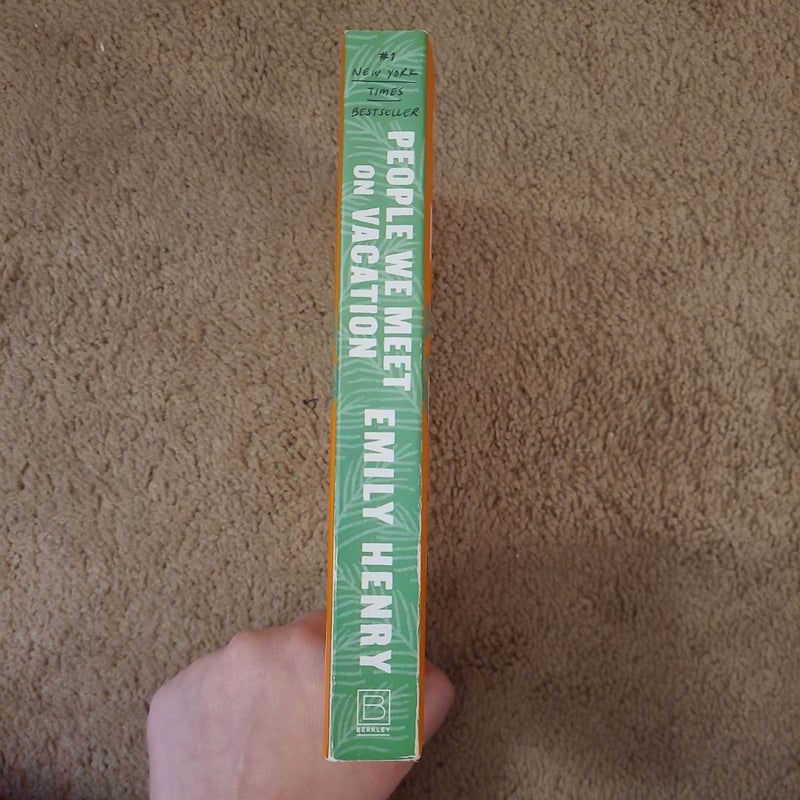 #1
NEW YORK
TIMES
BESTSELLER
PEOPLE WE MEET
ON VACATION
EMILY HENRY
B
BERKLEY